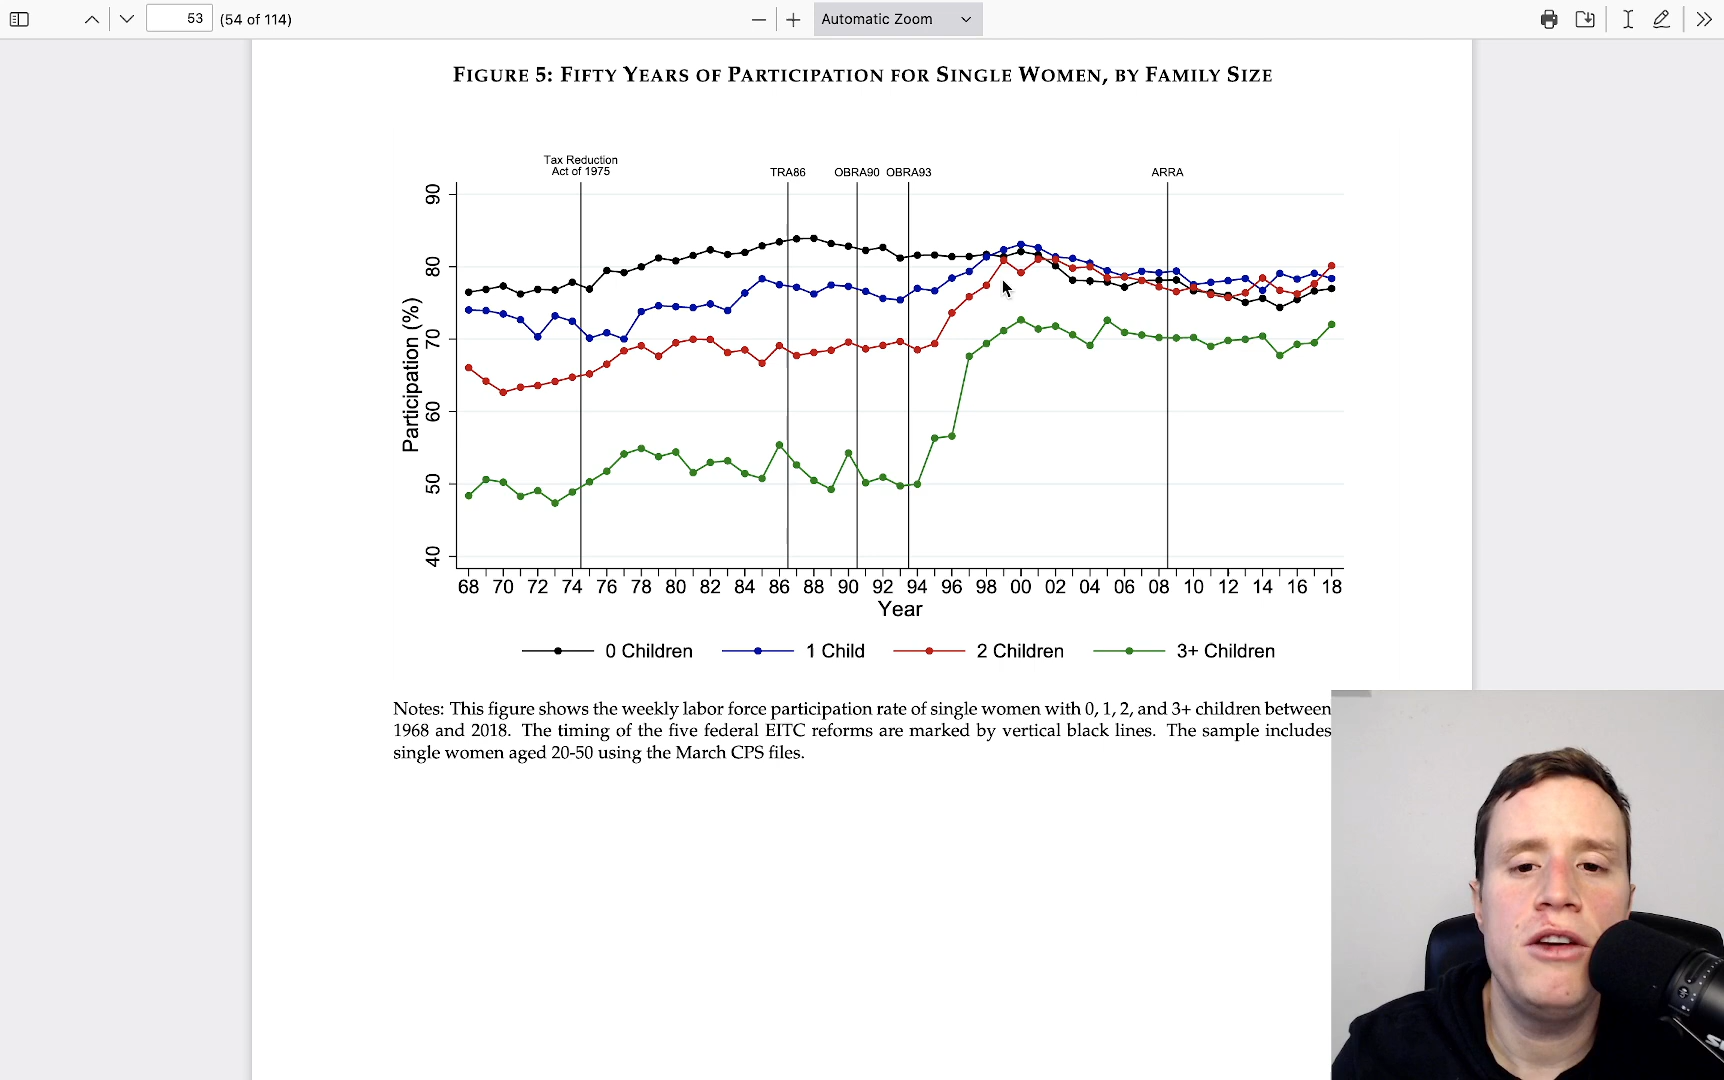 53 (54 of 114) Automatic Zoom
FIGURE 5: FIFTY YEARS OF PARTICIPATION FOR SINGLE WOMEN, BY FAMILY SIZE
Tax Reduction
Act of 1975
TRA86 OBRA90 OBRA93 ARRA
90
80
70
60
50
40
Participation (%)
68 70 72 74 76 78 80 82 84 86 88 90 92 94 96 98 00 02 04 06 08 10 12 14 16 18
Year
0 Children 1 Child 2 Children 3+ Children
Notes: This figure shows the weekly labor force participation rate of single women with 0, 1, 2, and 3+ children between
1968 and 2018. The timing of the five federal EITC reforms are marked by vertical black lines. The sample includes
single women aged 20-50 using the March CPS files.